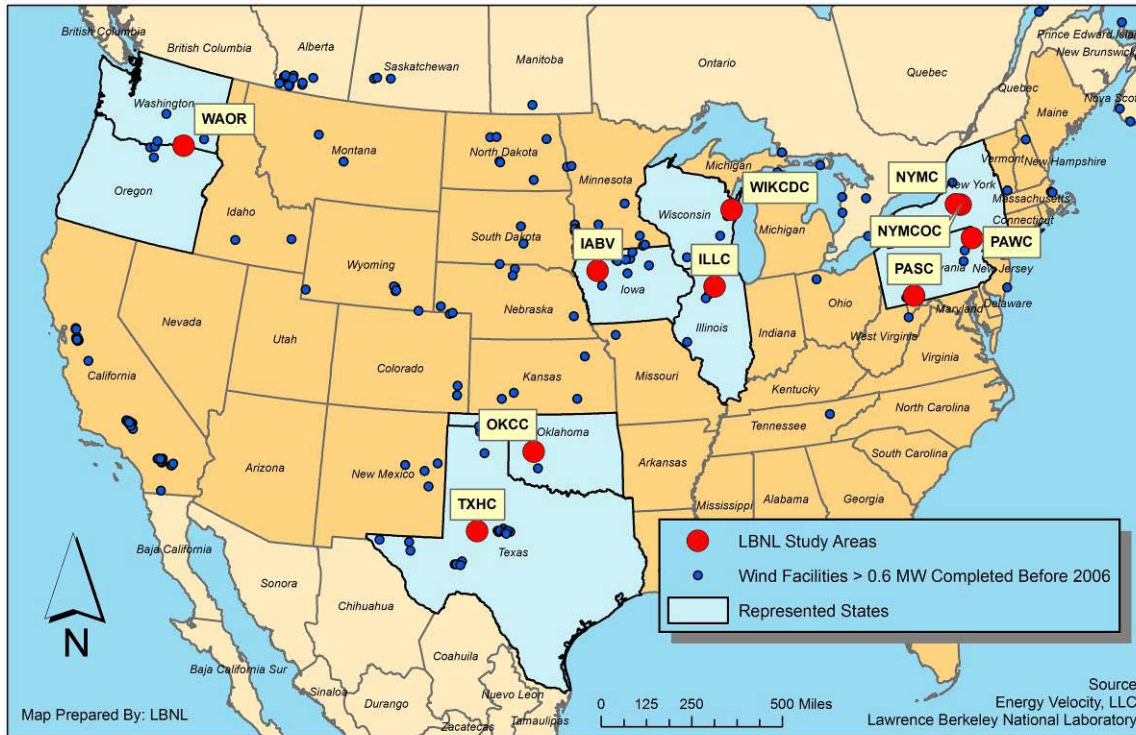 British Columbia
British Columbia
Alberta
Saskatchewan
Manitoba
Ontario
Quebec
Prince Edward Isla
New Brunswick
Quebec
Nova Scot
Maine
Washington
WAOR
Oregon
Montana
North Dakota
Minnesota
Michigan
Idaho
South Dakota
Wisconsin
WIKCDC
Michigan
NYMC
New York
Vermont
New Hampshire
Massachusetts
Connecticut
NYMCOC
PAWC
Wyoming
IABV
Iowa
ILLC
PASC
vania
New Jersey
Nebraska
Illinois
Indiana
Ohio
Maryland
Delaware
West Virginia
Virginia
Nevada
Utah
California
Colorado
Kansas
Missouri
Kentucky
North Carolina
Tennessee
South Carolina
OKCC
Oklahoma
Arkansas
Arizona
New Mexico
Mississippi
Alabama
Georgia
TXHC
Texas
Baja California
Sonora
Chihuahua
Coahuila
Baja California Sur
Sinaloa
Durango
Nuevo Leon
Zacatecas
Tamaulipas
LBNL Study Areas
Wind Facilities > 0.6 MW Completed Before 2006
Represented States
N
0 125 250 500 Miles
Map Prepared By: LBNL
Source
Energy Velocity, LLC
Lawrence Berkeley National Laboratory